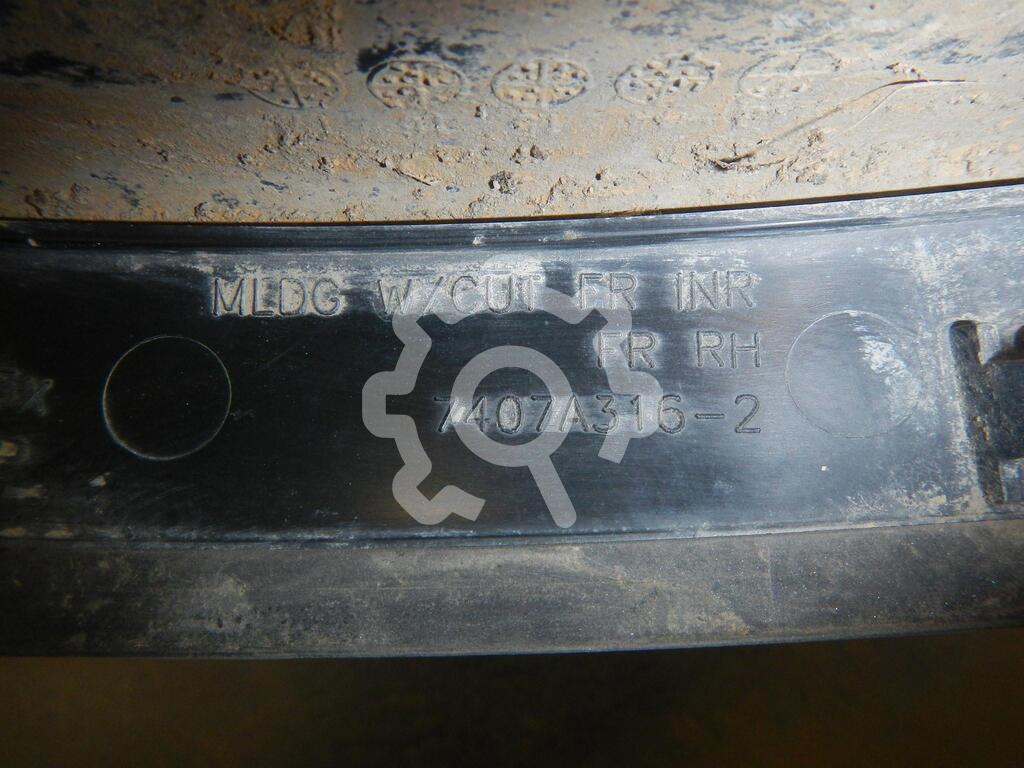 MLDG W/CUT FR INR
FR RH
7407A316-2